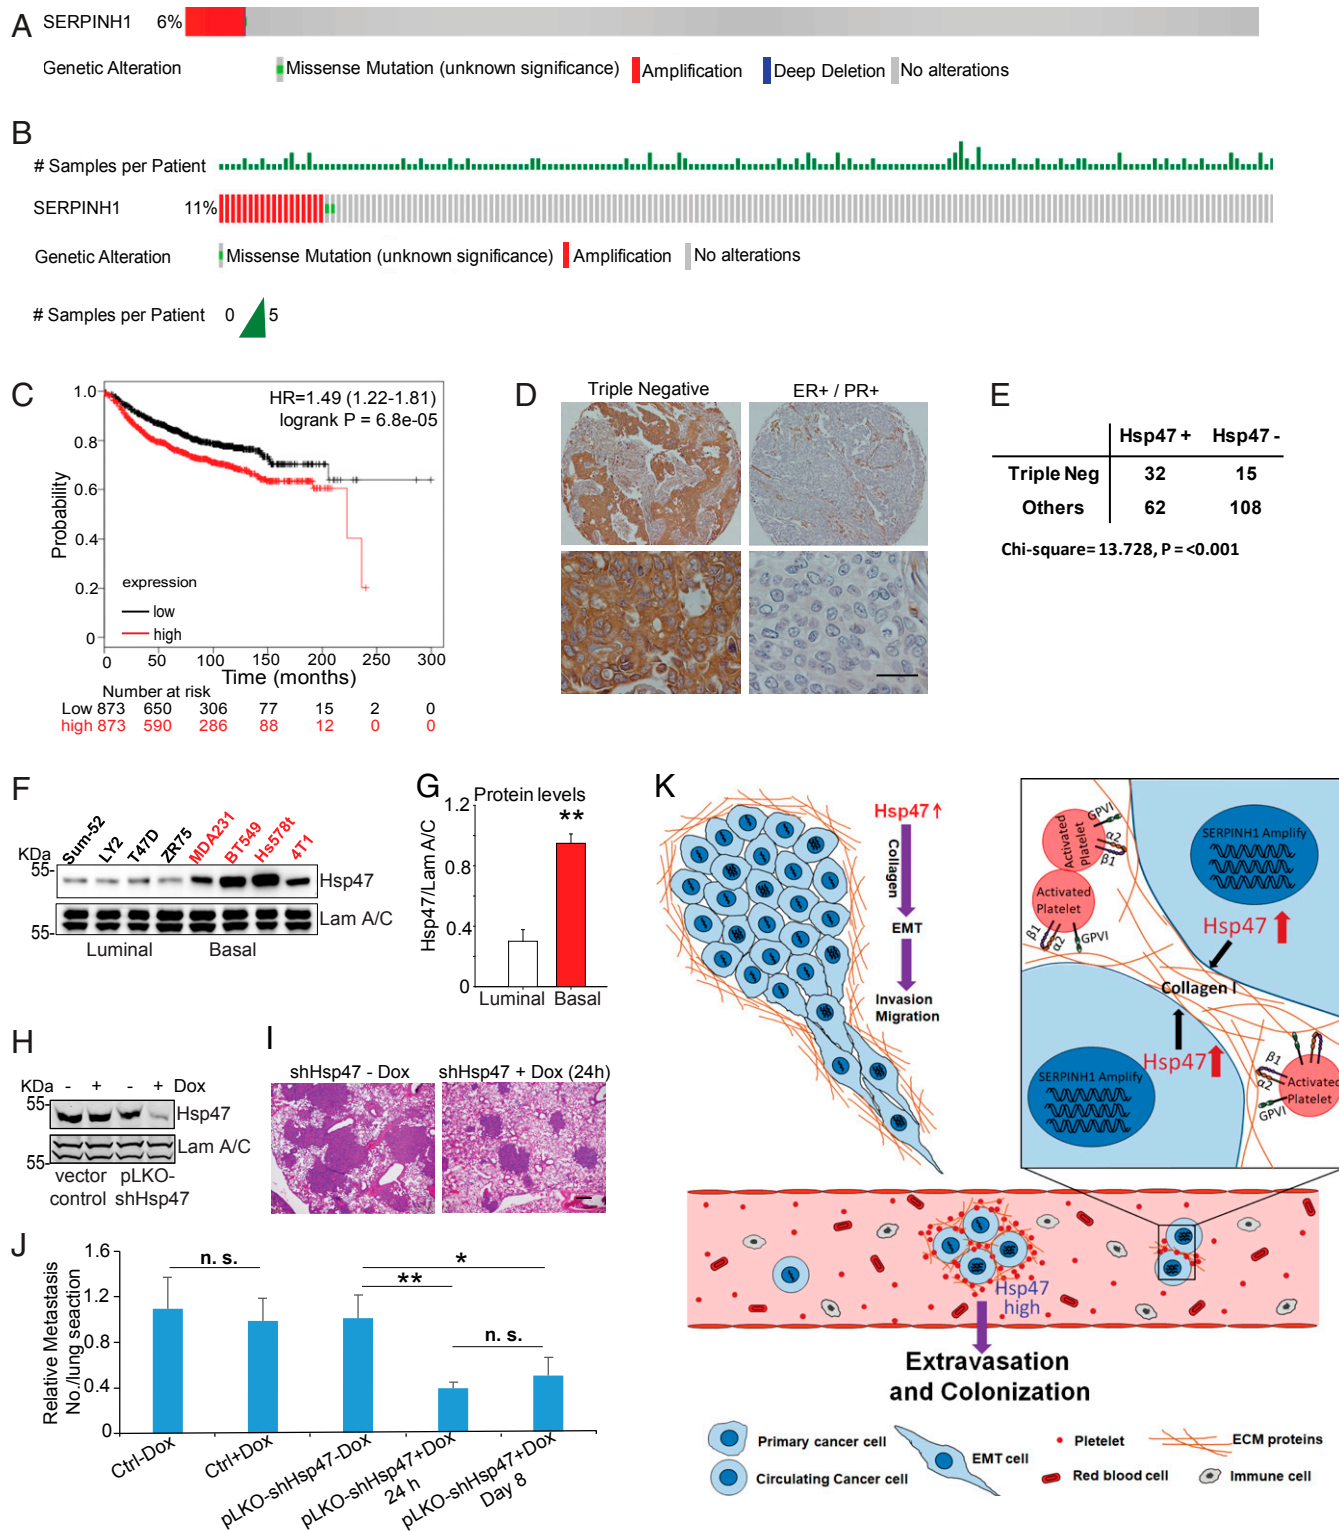 A
SERPINH1 6%
Genetic Alteration Missense Mutation (unknown significance) Amplification Deep Deletion No alterations
B
# Samples per Patient
SERPINH1 11%
Genetic Alteration Missense Mutation (unknown significance) Amplification No alterations
# Samples per Patient 0 5
C
HR=1.49 (1.22-1.81)
logrank P = 6.8e-05
Probability
1.0
0.8
0.6
0.4
0.2
0
expression
low
high
0 50 100 150 200 250 300
Time (months)
Number at risk
Low 873 650 306 77 15 2 0
high 873 590 286 88 12 0 0
D
Triple Negative ER+ / PR+
E
Hsp47 + Hsp47 -
Triple Neg 32 15
Others 62 108
Chi-square= 13.728, P = <0.001
F
KDa Sum-52 LY2 T47D ZR75 MDA231 BT549 Hs578t 4T1
55-
Hsp47
Lam A/C
55-
Luminal Basal
G
Protein levels
**
Hsp47/Lam A/C
1.2
0.8
0.4
0
Luminal Basal
H
KDa - + - + Dox
55-
Hsp47
Lam A/C
55-
vector control pLKO-shHsp47
I
shHsp47 - Dox shHsp47 + Dox (24h)
J
Relative Metastasis
No./lung seaction
1.6
1.2
0.8
0.4
0
n. s.
*
**
n. s.
Ctrl-Dox
Ctrl+Dox
pLKO-shHsp47-Dox
pLKO-shHsp47+Dox
24 h
pLKO-shHsp47+Dox
Day 8
K
Hsp47 ↑
Collagen
EMT
Invasion
Migration
GPVI
α2
β1
Activated
Platelet
Activated
Platelet
β1
α2
GPVI
SERPINH1 Amplify
Hsp47
Collagen I
Hsp47
SERPINH1 Amplify
β1
α2
GPVI
Activated
Platelet
Hsp47
high
Extravasation
and Colonization
Primary cancer cell
Circulating Cancer cell
EMT cell
Pletelet
Red blood cell
ECM proteins
Immune cell